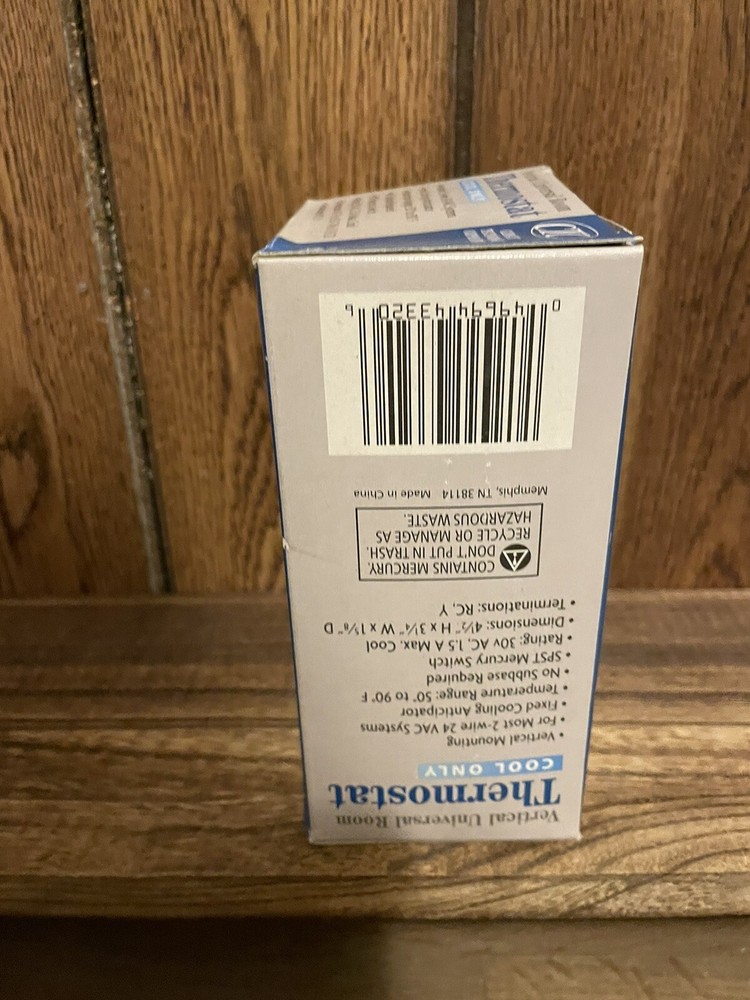 Vertical Universal Room
Thermostat
COOL ONLY
• Vertical Mounting
• For Most 2-wire 24 VAC Systems
• Fixed Cooling Anticipator
• Temperature Range: 50° to 90° F
• No Subbase Required
• SPST Mercury Switch
• Rating: 30v AC, 1.5 A Max. Cool
• Dimensions: 4½" H x 3¼" W x 1⅝" D
• Terminations: RC, Y
CONTAINS MERCURY.
DON'T PUT IN TRASH.
RECYCLE OR MANAGE AS
HAZARDOUS WASTE.
Memphis, TN 38114 Made in China
0 49694 43320 6
Thermostat
COOL ONLY